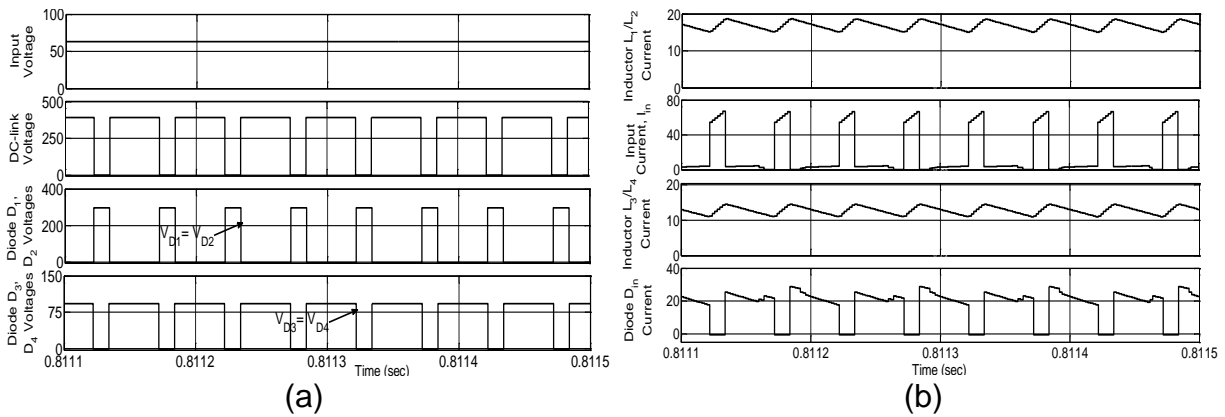 100
50
0
Input
Voltage
500
250
0
DC-link
Voltage
400
200
0
Diode D1,
D2 Voltages
VD1= VD2
150
75
0
Diode D3,
D4 Voltages
VD3= VD4
0.8111
0.8112
0.8113
0.8114
0.8115
Time (sec)
(a)
20
10
0
Inductor L1/L2
Current
80
40
0
Input
Current, Iin
20
10
0
Inductor L3/L4
Current
40
20
0
Diode Din
Current
0.8111
0.8112
0.8113
0.8114
0.8115
Time (sec)
(b)